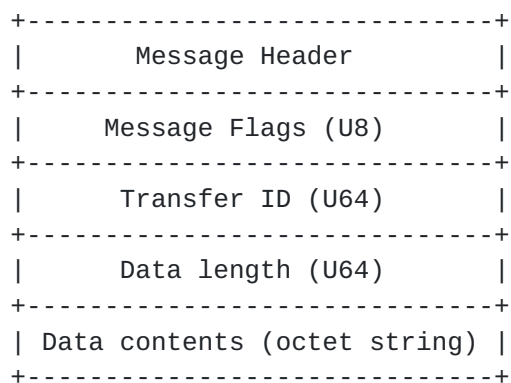 +-------------------------------+
|        Message Header         |
+-------------------------------+
|      Message Flags (U8)       |
+-------------------------------+
|       Transfer ID (U64)       |
+-------------------------------+
|       Data length (U64)       |
+-------------------------------+
| Data contents (octet string)  |
+-------------------------------+